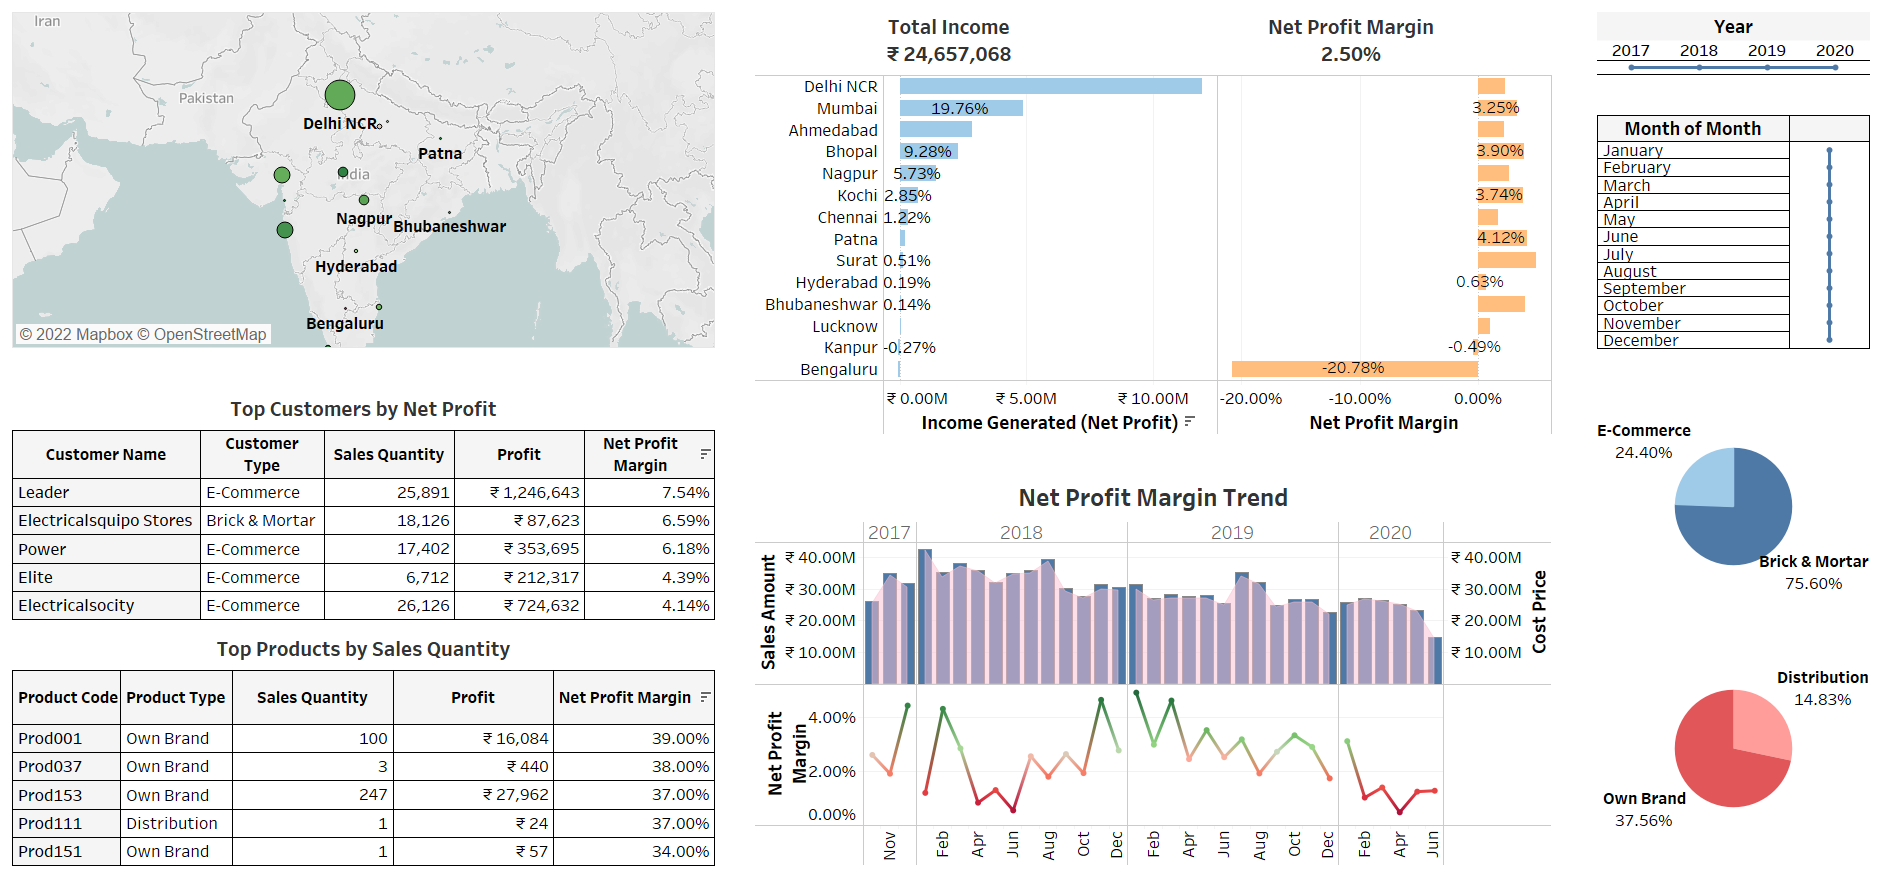 Iran
Pakistan
Delhi NCR
Patna
India
Nagpur
Bhubaneshwar
Hyderabad
Bengaluru
© 2022 Mapbox © OpenStreetMap
Top Customers by Net Profit
Customer Name Customer Type Sales Quantity Profit Net Profit Margin
Leader E-Commerce 25,891 ₹ 1,246,643 7.54%
Electricalsquipo Stores Brick & Mortar 18,126 ₹ 87,623 6.59%
Power E-Commerce 17,402 ₹ 353,695 6.18%
Elite E-Commerce 6,712 ₹ 212,317 4.39%
Electricalsocity E-Commerce 26,126 ₹ 724,632 4.14%
Top Products by Sales Quantity
Product Code Product Type Sales Quantity Profit Net Profit Margin
Prod001 Own Brand 100 ₹ 16,084 39.00%
Prod037 Own Brand 3 ₹ 440 38.00%
Prod153 Own Brand 247 ₹ 27,962 37.00%
Prod111 Distribution 1 ₹ 24 37.00%
Prod151 Own Brand 1 ₹ 57 34.00%
Total Income
₹ 24,657,068
Net Profit Margin
2.50%
Delhi NCR
Mumbai 19.76% 3.25%
Ahmedabad
Bhopal 9.28% 3.90%
Nagpur 5.73%
Kochi 2.85% 3.74%
Chennai 1.22%
Patna 4.12%
Surat 0.51%
Hyderabad 0.19% 0.63%
Bhubaneshwar 0.14%
Lucknow
Kanpur -0.27% -0.49%
Bengaluru -20.78%
₹ 0.00M ₹ 5.00M ₹ 10.00M -20.00% -10.00% 0.00%
Income Generated (Net Profit) Net Profit Margin
Net Profit Margin Trend
2017 2018 2019 2020
Sales Amount
₹ 40.00M
₹ 30.00M
₹ 20.00M
₹ 10.00M
₹ 40.00M
₹ 30.00M
₹ 20.00M
₹ 10.00M
Cost Price
Net Profit
Margin
4.00%
2.00%
0.00%
Nov Feb Apr Jun Aug Oct Dec Feb Apr Jun Aug Oct Dec Feb Apr Jun
Year
2017 2018 2019 2020
Month of Month
January
February
March
April
May
June
July
August
September
October
November
December
E-Commerce
24.40%
Brick & Mortar
75.60%
Distribution
14.83%
Own Brand
37.56%